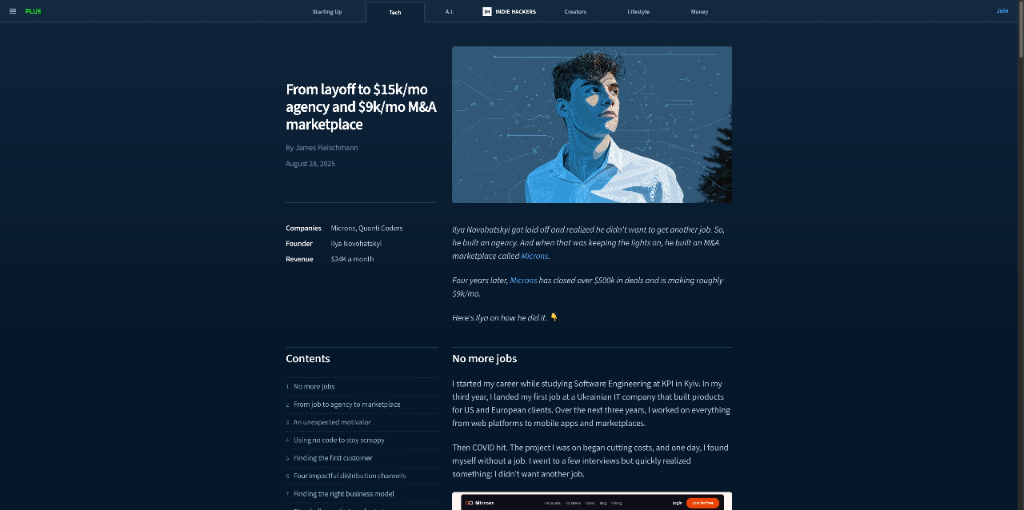 PLUS
Starting Up
Tech
A.I.
INDIE HACKERS
Creators
Lifestyle
Money
Join
From layoff to $15k/mo
agency and $9k/mo M&A
marketplace
By James Fleischmann
August 28, 2025
Companies Microns, Quanti Coders
Founder Ilya Novohatskyi
Revenue $24K a month
Ilya Novohatskyi got laid off and realized he didn't want to get another job. So,
he built an agency. And when that was keeping the lights on, he built an M&A
marketplace called Microns.
Four years later, Microns has closed over $500k in deals and is making roughly
$9k/mo.
Here's Ilya on how he did it. 👇
Contents
1 No more jobs
2 From job to agency to marketplace
3 An unexpected motivator
4 Using no code to stay scrappy
5 Finding the first customer
6 Four impactful distribution channels
7 Finding the right business model
No more jobs
I started my career while studying Software Engineering at KPI in Kyiv. In my
third year, I landed my first job at a Ukrainian IT company that built products
for US and European clients. Over the next three years, I worked on everything
from web platforms to mobile apps and marketplaces.
Then COVID hit. The project I was on began cutting costs, and one day, I found
myself without a job. I went to a few interviews but quickly realized
something: I didn't want another job.
Microns
Blog
Pricing
Login